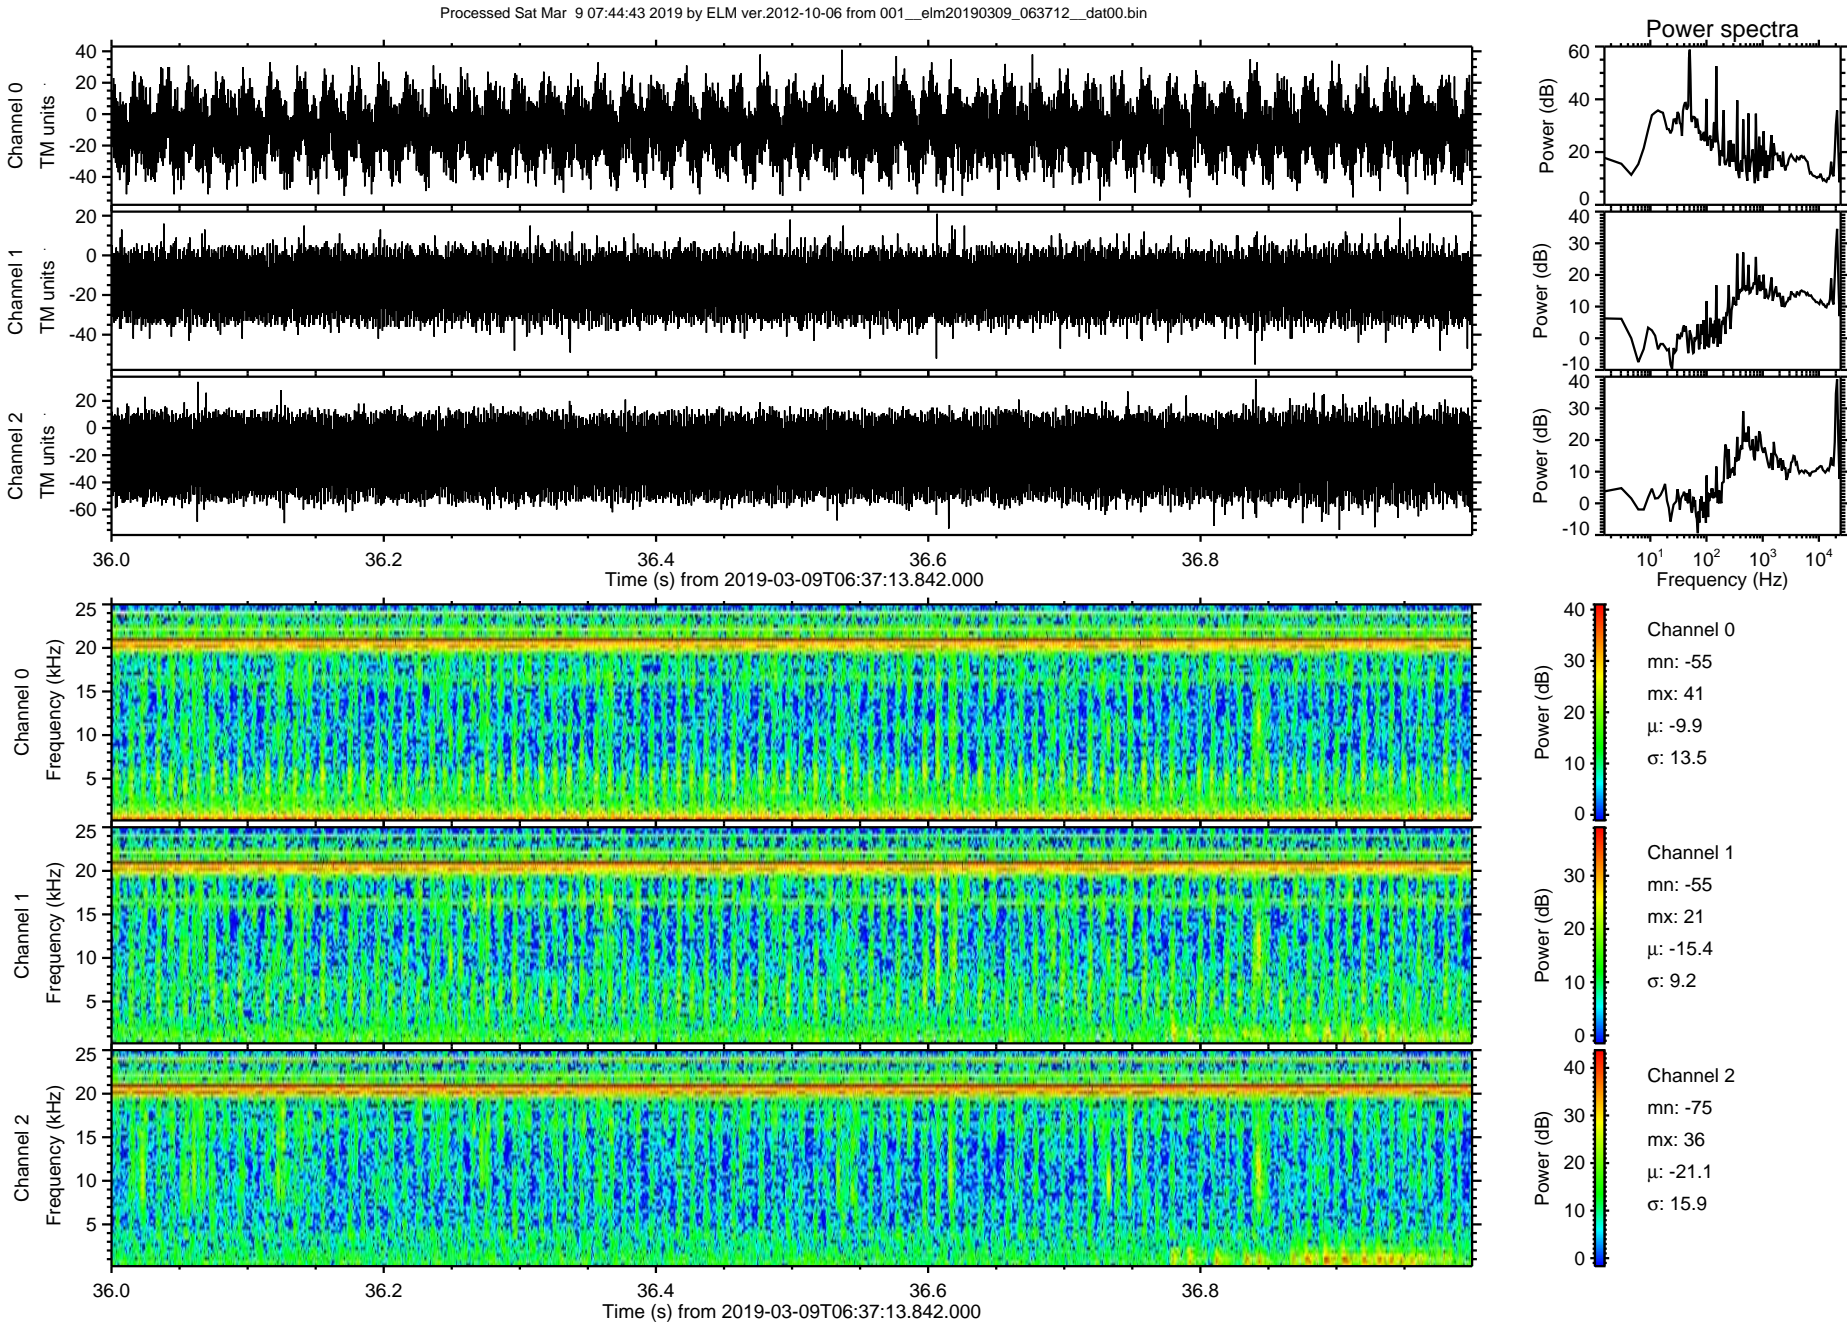 Processed Sat Mar  9 07:44:43 2019 by ELM ver.2012-10-06 from 001__elm20190309_063712__dat00.bin
Power spectra
Channel 0
TM units
40
20
0
-20
-40
Power (dB)
60
40
20
0
Channel 1
TM units
20
0
-20
-40
Power (dB)
40
30
20
10
0
-10
Channel 2
TM units
20
0
-20
-40
-60
Power (dB)
40
30
20
10
0
-10
36.0 36.2 36.4 36.6 36.8
Time (s) from 2019-03-09T06:37:13.842.000
10^1 10^2 10^3 10^4
Frequency (Hz)
Channel 0
Frequency (kHz)
25
20
15
10
5
Power (dB)
40
30
20
10
0
Channel 0
mn: -55
mx: 41
μ: -9.9
σ: 13.5
Channel 1
Frequency (kHz)
25
20
15
10
5
Power (dB)
30
20
10
0
Channel 1
mn: -55
mx: 21
μ: -15.4
σ: 9.2
Channel 2
Frequency (kHz)
25
20
15
10
5
Power (dB)
40
30
20
10
0
Channel 2
mn: -75
mx: 36
μ: -21.1
σ: 15.9
36.0 36.2 36.4 36.6 36.8
Time (s) from 2019-03-09T06:37:13.842.000